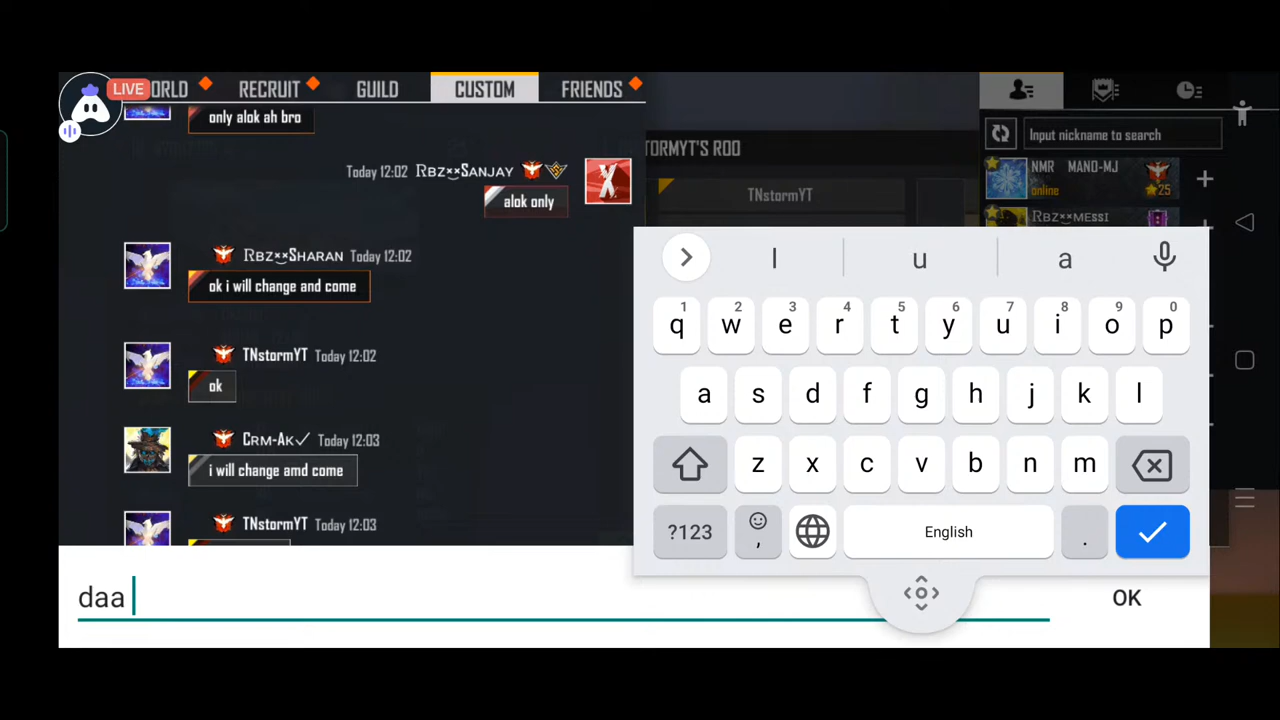 LIVE
ORLD
RECRUIT
GUILD
CUSTOM
FRIENDS
only alok ah bro
Today 12:02 Rbz××Sanjay
alok only
Rbz××Sharan Today 12:02
ok i will change and come
TNstormYT Today 12:02
ok
Crm-Ak✓ Today 12:03
i will change amd come
TNstormYT Today 12:03
TORMYT'S ROO
TNstormYT
Input nickname to search
NMR MANO-MJ
online
25
Rbz××messi
I u a
1 2 3 4 5 6 7 8 9 0
q w e r t y u i o p
a s d f g h j k l
z x c v b n m
?123 , English .
daa
OK